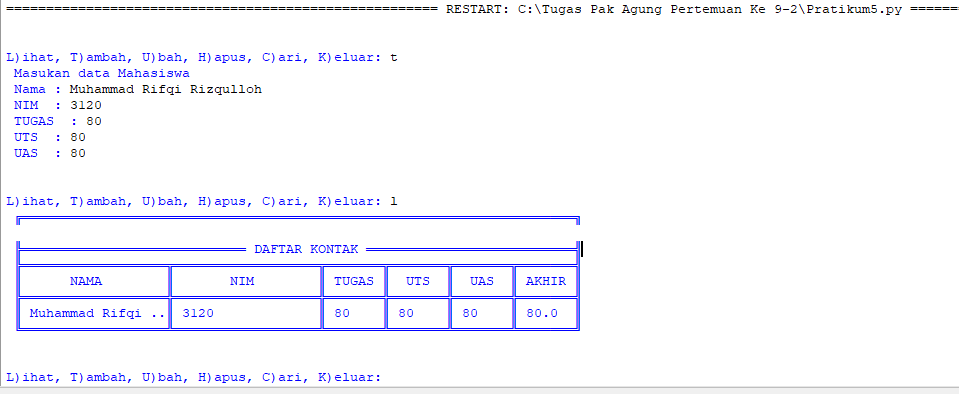 RESTART: C:\Tugas Pak Agung Pertemuan Ke 9-2\Pratikum5.py
L)ihat, T)ambah, U)bah, H)apus, C)ari, K)eluar: t
Masukan data Mahasiswa
Nama : Muhammad Rifqi Rizqulloh
NIM : 3120
TUGAS : 80
UTS : 80
UAS : 80
L)ihat, T)ambah, U)bah, H)apus, C)ari, K)eluar: l
DAFTAR KONTAK
NAMA NIM TUGAS UTS UAS AKHIR
Muhammad Rifqi .. 3120 80 80 80 80.0
L)ihat, T)ambah, U)bah, H)apus, C)ari, K)eluar: